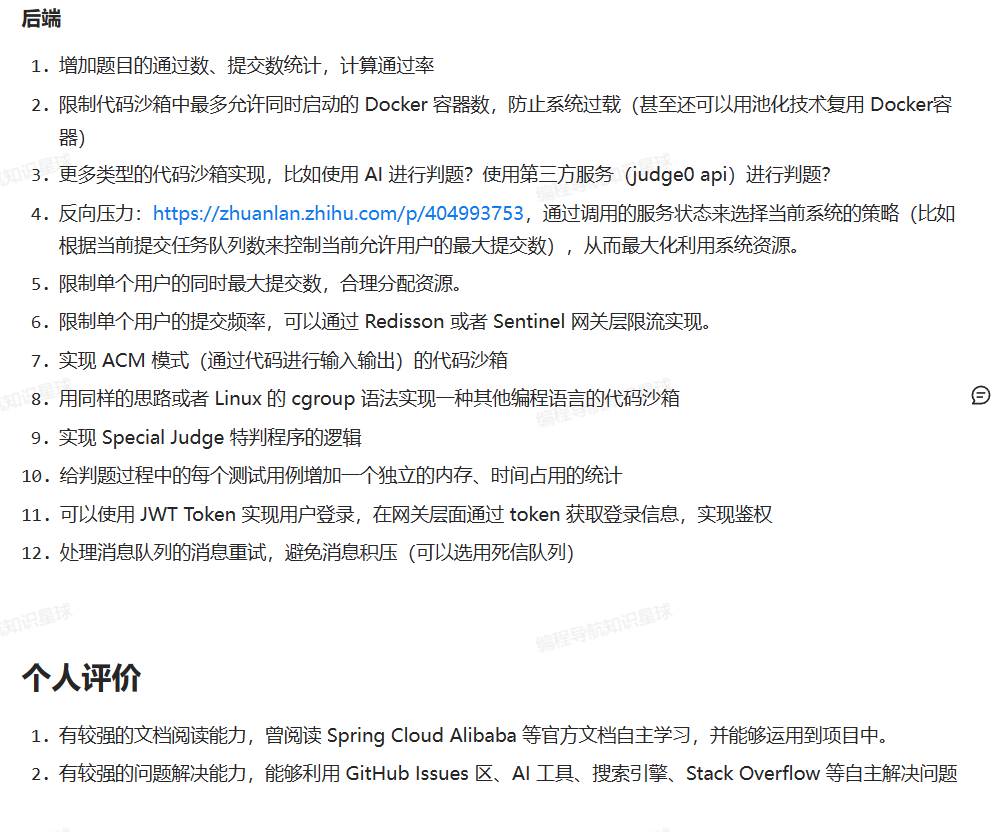 后端
1. 增加题目的通过数、提交数统计，计算通过率
2. 限制代码沙箱中最多允许同时启动的 Docker 容器数，防止系统过载（甚至还可以用池化技术复用 Docker容
器）
3. 更多类型的代码沙箱实现，比如使用 AI 进行判题？使用第三方服务（judge0 api）进行判题？
4. 反向压力：https://zhuanlan.zhihu.com/p/404993753，通过调用的服务状态来选择当前系统的策略（比如
根据当前提交任务队列数来控制当前允许用户的最大提交数），从而最大化利用系统资源。
5. 限制单个用户的同时最大提交数，合理分配资源。
6. 限制单个用户的提交频率，可以通过 Redisson 或者 Sentinel 网关层限流实现。
7. 实现 ACM 模式（通过代码进行输入输出）的代码沙箱
8. 用同样的思路或者 Linux 的 cgroup 语法实现一种其他编程语言的代码沙箱
9. 实现 Special Judge 特判程序的逻辑
10. 给判题过程中的每个测试用例增加一个独立的内存、时间占用的统计
11. 可以使用 JWT Token 实现用户登录，在网关层面通过 token 获取登录信息，实现鉴权
12. 处理消息队列的消息重试，避免消息积压（可以选用死信队列）
编程导航知识星球
个人评价
1. 有较强的文档阅读能力，曾阅读 Spring Cloud Alibaba 等官方文档自主学习，并能够运用到项目中。
2. 有较强的问题解决能力，能够利用 GitHub Issues 区、AI 工具、搜索引擎、Stack Overflow 等自主解决问题